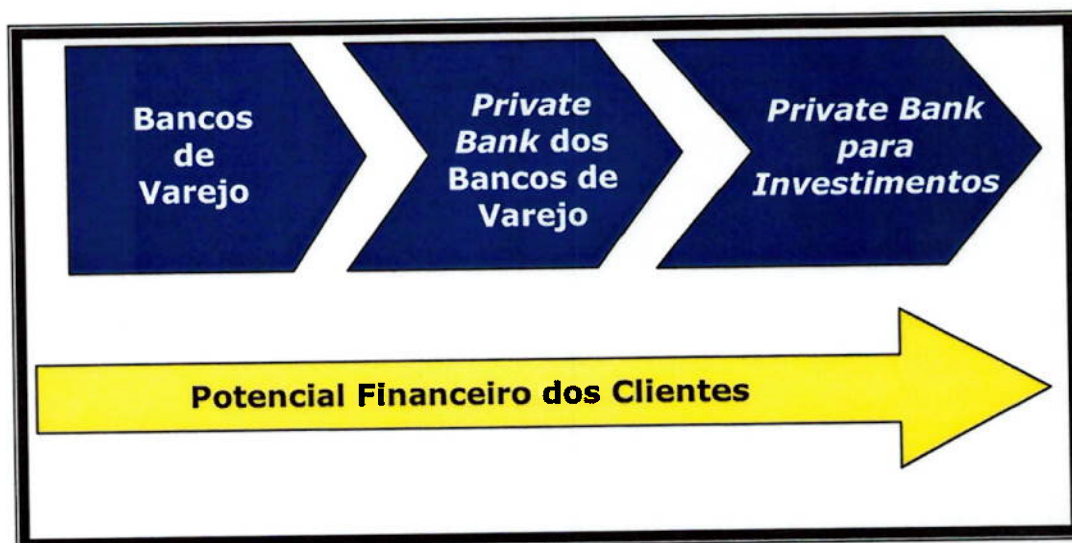 Bancos
de
Varejo
Private
Bank dos
Bancos de
Varejo
Private Bank
para
Investimentos
Potencial Financeiro dos Clientes